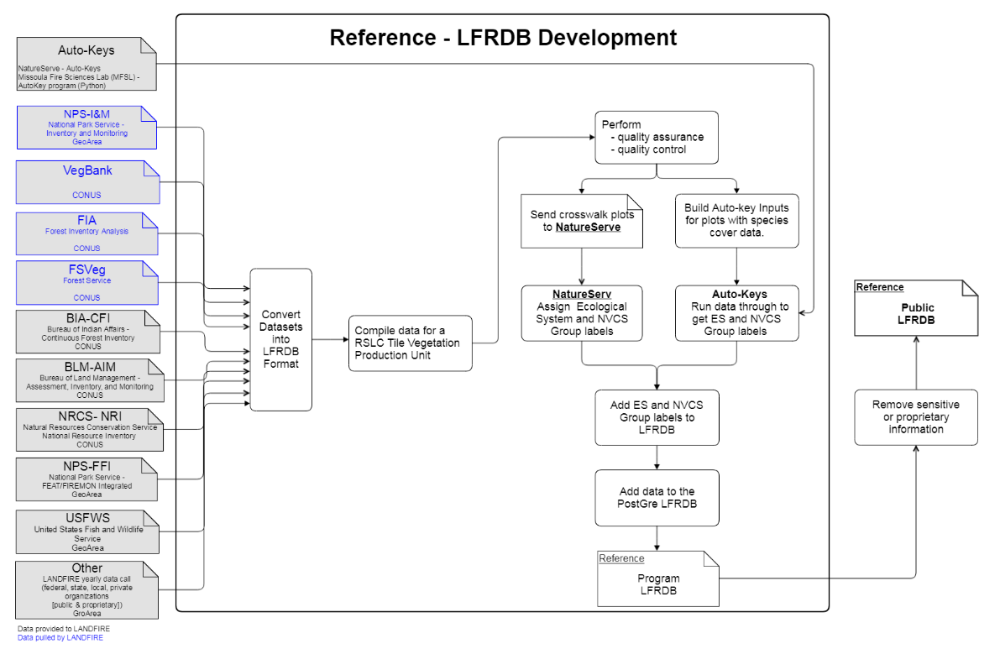 Reference - LFRDB Development
Auto-Keys
NatureServe - Auto-Keys
Missoula Fire Sciences Lab (MFSL) -
AutoKey program (Python)
NPS-I&M
National Park Service -
Inventory and Monitoring
GeoArea
VegBank
CONUS
FIA
Forest Inventory Analysis
CONUS
FSVeg
Forest Service
CONUS
BIA-CFI
Bureau of Indian Affairs -
Continuous Forest Inventory
CONUS
BLM-AIM
Bureau of Land Management -
Assessment, Inventory, and Monitoring
CONUS
NRCS- NRI
Natural Resources Conservation Service
National Resource Inventory
CONUS
NPS-FFI
National Park Service -
FEAT/FIREMON Integrated
GeoArea
USFWS
United States Fish and Wildlife
Service
GeoArea
Other
LANDFIRE yearly data call
(federal, state, local, private
organizations
[public & proprietary])
GroArea
Data provided to LANDFIRE
Data pulled by LANDFIRE
Convert
Datasets
into
LFRDB
Format
Compile data for a
RSLC Tile Vegetation
Production Unit
Perform
- quality assurance
- quality control
Send crosswalk plots
to NatureServe
Build Auto-key Inputs
for plots with species
cover data.
NatureServ
Assign Ecological
System and NVCS
Group labels
Auto-Keys
Run data through to
get ES and NVCS
Group labels
Add ES and NVCS
Group labels to
LFRDB
Add data to the
PostGre LFRDB
Reference
Program
LFRDB
Remove sensitive
or proprietary
information
Reference
Public
LFRDB